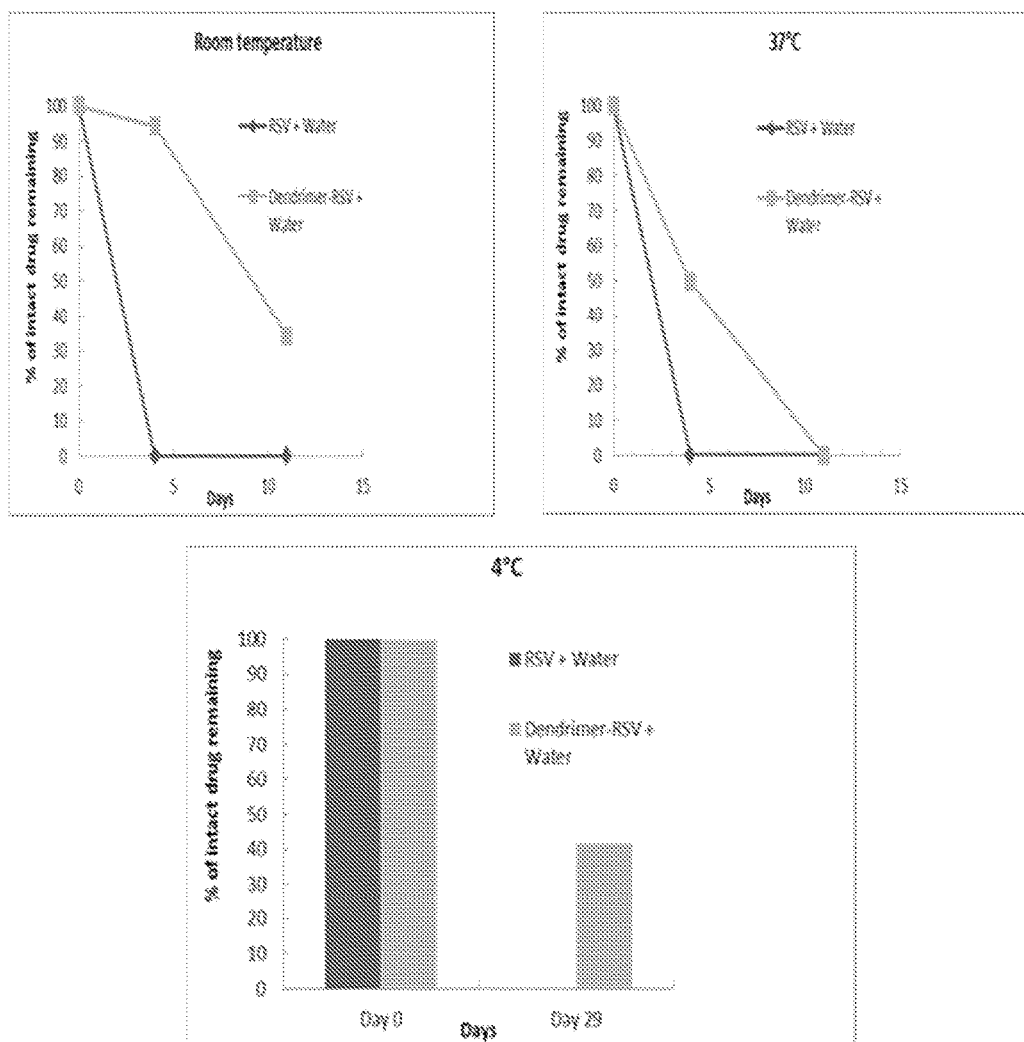 Room temperature
% of intact drug remaining
100
90
80
70
60
50
40
30
20
10
0
RSV + Water
Dendrimer-RSV +
Water
0 5 10 15
Days
37°C
% of intact drug remaining
100
90
80
70
60
50
40
30
20
10
0
RSV + Water
Dendrimer-RSV +
Water
0 5 10 15
Days
4°C
% of intact drug remaining
100
90
80
70
60
50
40
30
20
10
0
RSV + Water
Dendrimer-RSV +
Water
Day 0 Day 29
Days